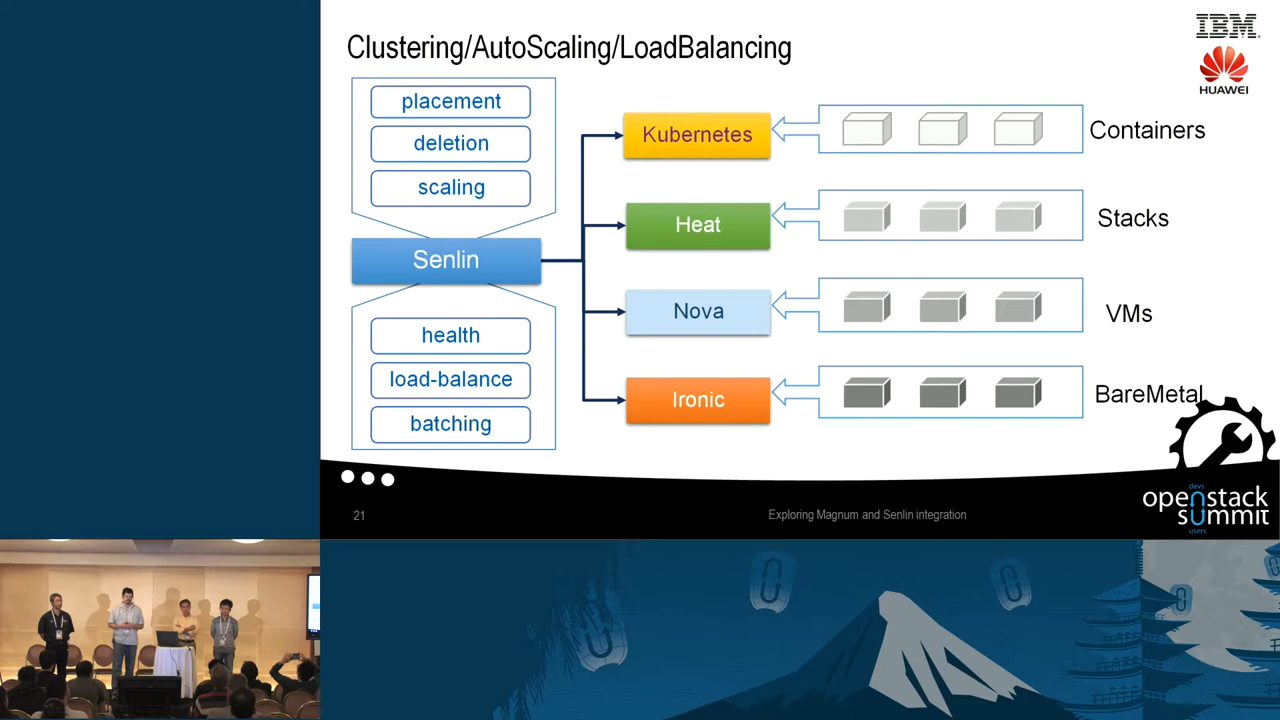 Clustering/AutoScaling/LoadBalancing
IBM
HUAWEI
placement
deletion
scaling
Senlin
health
load-balance
batching
Kubernetes
Containers
Heat
Stacks
Nova
VMs
Ironic
BareMetal
21
Exploring Magnum and Senlin integration
devs
openstack
summit
users